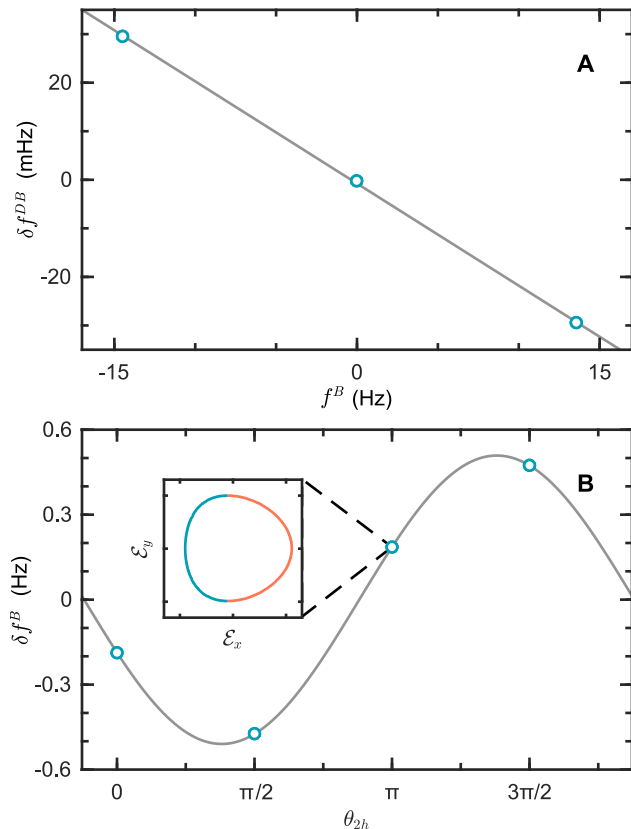 A
20
0
-20
δf^{DB} (mHz)
-15 0 15
f^B (Hz)
B
0.6
0.3
0
-0.3
-0.6
δf^B (Hz)
ℰ_y
ℰ_x
0 π/2 π 3π/2
θ_{2h}